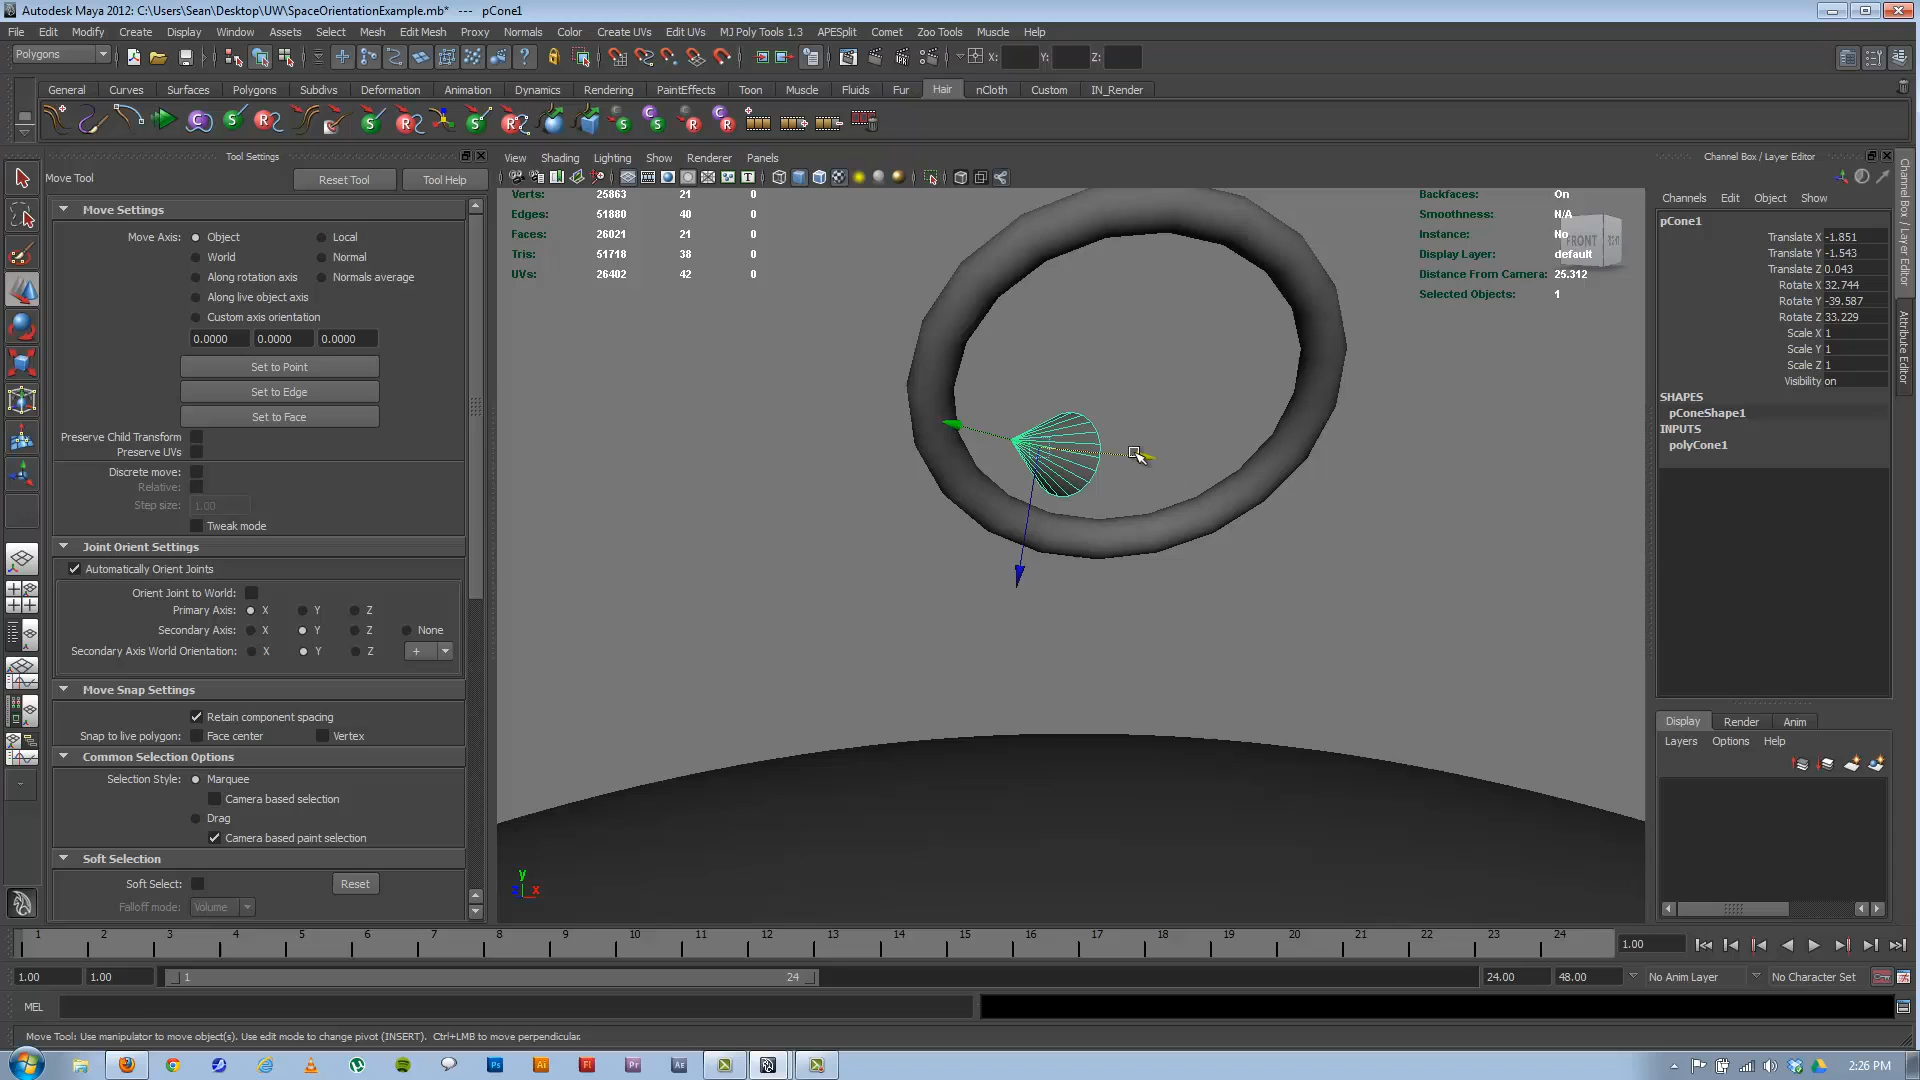 Autodesk Maya 2012: C:\Users\Sean\Desktop\UW\SpaceOrientationExample.mb* --- pCone1
File Edit Modify Create Display Window Assets Select Mesh Edit Mesh Proxy Normals Color Create UVs Edit UVs MJ Poly Tools 1.3 APESplit Comet Zoo Tools Muscle Help
Polygons X: Y: Z:
General Curves Surfaces Polygons Subdivs Deformation Animation Dynamics Rendering PaintEffects Toon Muscle Fluids Fur Hair nCloth Custom IN_Render
Tool Settings
Move Tool Reset Tool Tool Help
Move Settings
Move Axis: Object Local
World Normal
Along rotation axis Normals average
Along live object axis
Custom axis orientation
0.0000 0.0000 0.0000
Set to Point
Set to Edge
Set to Face
Preserve Child Transform
Preserve UVs
Discrete move:
Relative:
Step size: 1.00
Tweak mode
Joint Orient Settings
Automatically Orient Joints
Orient Joint to World:
Primary Axis: X Y Z
Secondary Axis: X Y Z None
Secondary Axis World Orientation: X Y Z +
Move Snap Settings
Retain component spacing
Snap to live polygon: Face center Vertex
Common Selection Options
Selection Style: Marquee
Camera based selection
Drag
Camera based paint selection
Soft Selection
Soft Select: Reset
Falloff mode: Volume
View Shading Lighting Show Renderer Panels
Verts: 25863 21 0
Edges: 51880 40 0
Faces: 26021 21 0
Tris: 51718 38 0
UVs: 26402 42 0
Backfaces: On
Smoothness: N/A
Instance: No
Display Layer: default
Distance From Camera: 25.312
Selected Objects: 1
FRONT
y
z x
Channel Box / Layer Editor
Channels Edit Object Show
pCone1
Translate X -1.851
Translate Y -1.543
Translate Z 0.043
Rotate X 32.744
Rotate Y -39.587
Rotate Z 33.229
Scale X 1
Scale Y 1
Scale Z 1
Visibility on
SHAPES
pConeShape1
INPUTS
polyCone1
Display Render Anim
Layers Options Help
Channel Box / Layer Editor
Attribute Editor
1 2 3 4 5 6 7 8 9 10 11 12 13 14 15 16 17 18 19 20 21 22 23 24 1.00
1.00 1.00 1 24 24.00 48.00 No Anim Layer No Character Set
MEL
Move Tool: Use manipulator to move object(s). Use edit mode to change pivot (INSERT). Ctrl+LMB to move perpendicular.
Ps Ai Fl Pr Ae 2:26 PM